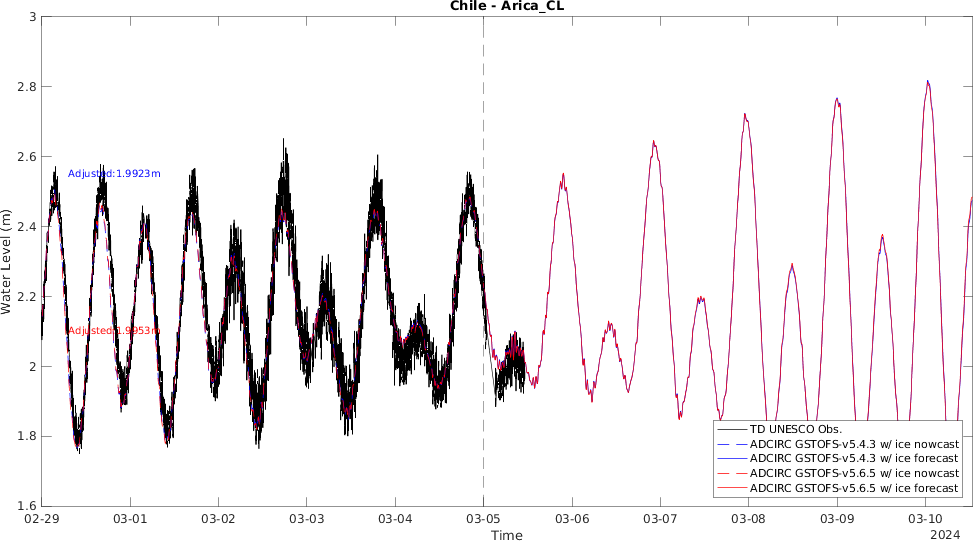 Chile - Arica_CL
3
2.8
2.6
2.4
2.2
2
1.8
1.6
Water Level (m)
Adjusted:1.9923m
Adjusted:1.9953m
TD UNESCO Obs.
ADCIRC GSTOFS-v5.4.3 w/ ice nowcast
ADCIRC GSTOFS-v5.4.3 w/ ice forecast
ADCIRC GSTOFS-v5.6.5 w/ ice nowcast
ADCIRC GSTOFS-v5.6.5 w/ ice forecast
02-29 03-01 03-02 03-03 03-04 03-05 03-06 03-07 03-08 03-09 03-10
Time
2024